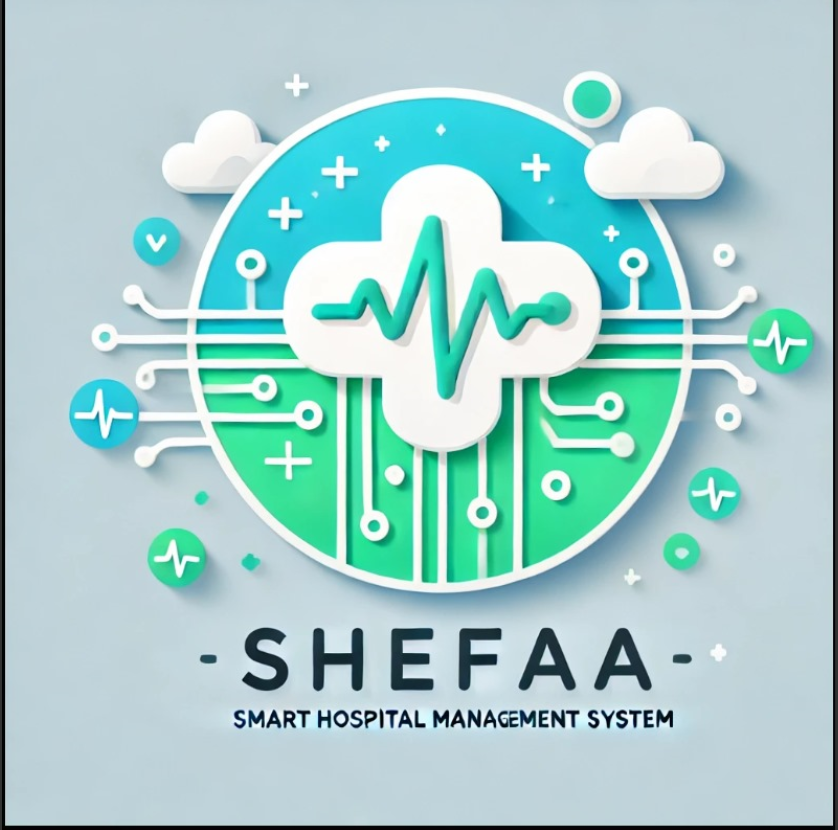 - SHEFAA -
SMART HOSPITAL MANAGEMENT SYSTEM